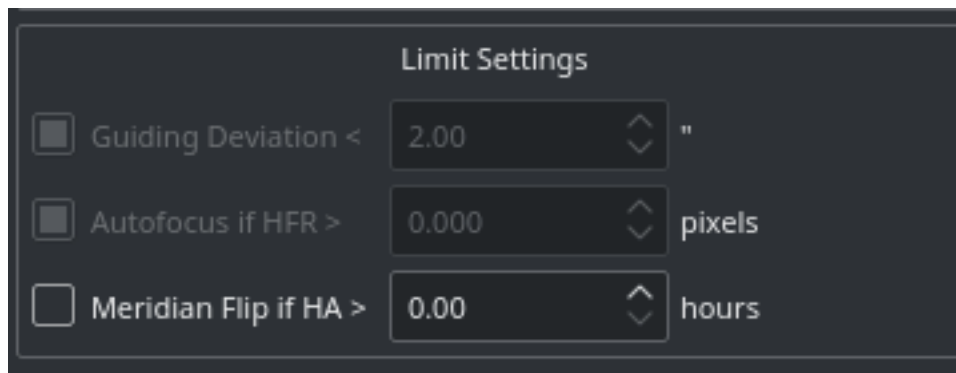 Limit Settings
Guiding Deviation < 2.00 "
Autofocus if HFR > 0.000 pixels
Meridian Flip if HA > 0.00 hours